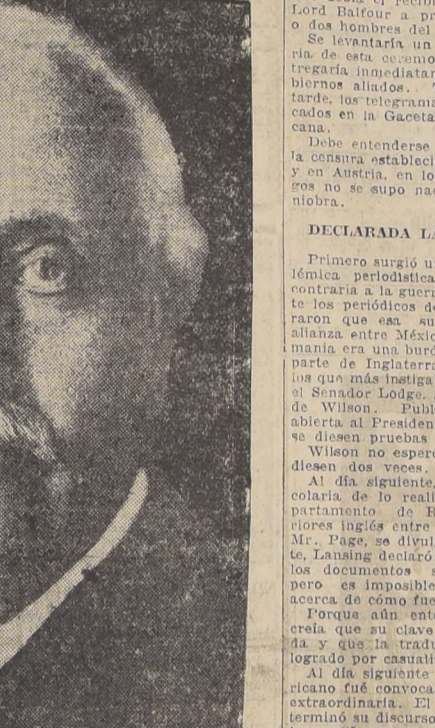 Lord Balfour a pr
o dos hombres del
Se levantaría un
ria de esta ceremo
tregaría inmediatar
biernos aliados.
tarde, los telegrama
cados en la Gaceta
cana.
Debe entenderse
la censura estableci
y en Austria, en lo
gos no se supo na
niobra.
DECLARADA LA
Primero surgió u
lémica periodística
contraria a la guerr
te los periódicos de
raron que esa su
alianza entre Méxic
mania era una burd
parte de Inglaterra
los que más instiga
el Senador Lodge,
de Wilson. Publ
abierta al President
se diesen pruebas
Wilson no esperó
diesen dos veces.
Al día siguiente,
colaria de lo reali
partamento de R
riores inglés entre
Mr. Page, se divul
te, Lansing declaró
los documentos s
pero es imposible
acerca de cómo fue
Porque aún ent
creía que su clave
da y que la tradu
logrado por casuali
Al día siguiente
ricano fué convoca
extraordinaria. El
terminó su discurso